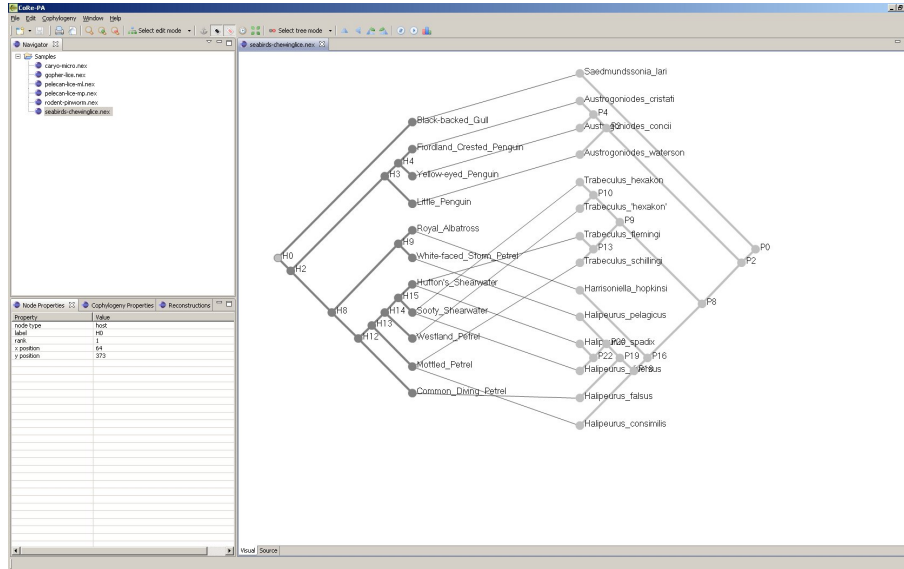 CoRe-PA
File Edit Cophylogeny Window Help
Select edit mode
Select tree mode
Navigator
Samples
caryo-micro.nex
gopher-lice.nex
pelecan-lice-ml.nex
pelecan-lice-mp.nex
rodent-pinworm.nex
seabirds-chewinglice.nex
Node Properties Cophylogeny Properties Reconstructions
Property Value
node type host
label H0
rank 1
x position 64
y position 373
seabirds-chewinglice.nex
Saedmundssonia_lari
Austrogoniodes_cristati
P4
Black-backed_Gull
Austrogoniodes_concii
Fiordland_Crested_Penguin
Austrogoniodes_waterson
H4
H3
Yellow-eyed_Penguin
Trabeculus_hexakon
P10
Little_Penguin
Trabeculus_'hexakon'
P9
Royal_Albatross
Trabeculus_flemingi
H9
P13
P0
H0
White-faced_Storm_Petrel
Trabeculus_schillingi
P2
H2
Huffon's_Shearwater
Harrisoniella_hopkinsi
H15
P8
H8
H14
Sooty_Shearwater
Halipeurus_pelagicus
H13
H12
Westland_Petrel
Halipeurus_spadix
P22 P19 P16
Mottled_Petrel
Common_Diving_Petrel
Halipeurus_falsus
Halipeurus_consimilis
Visual Source